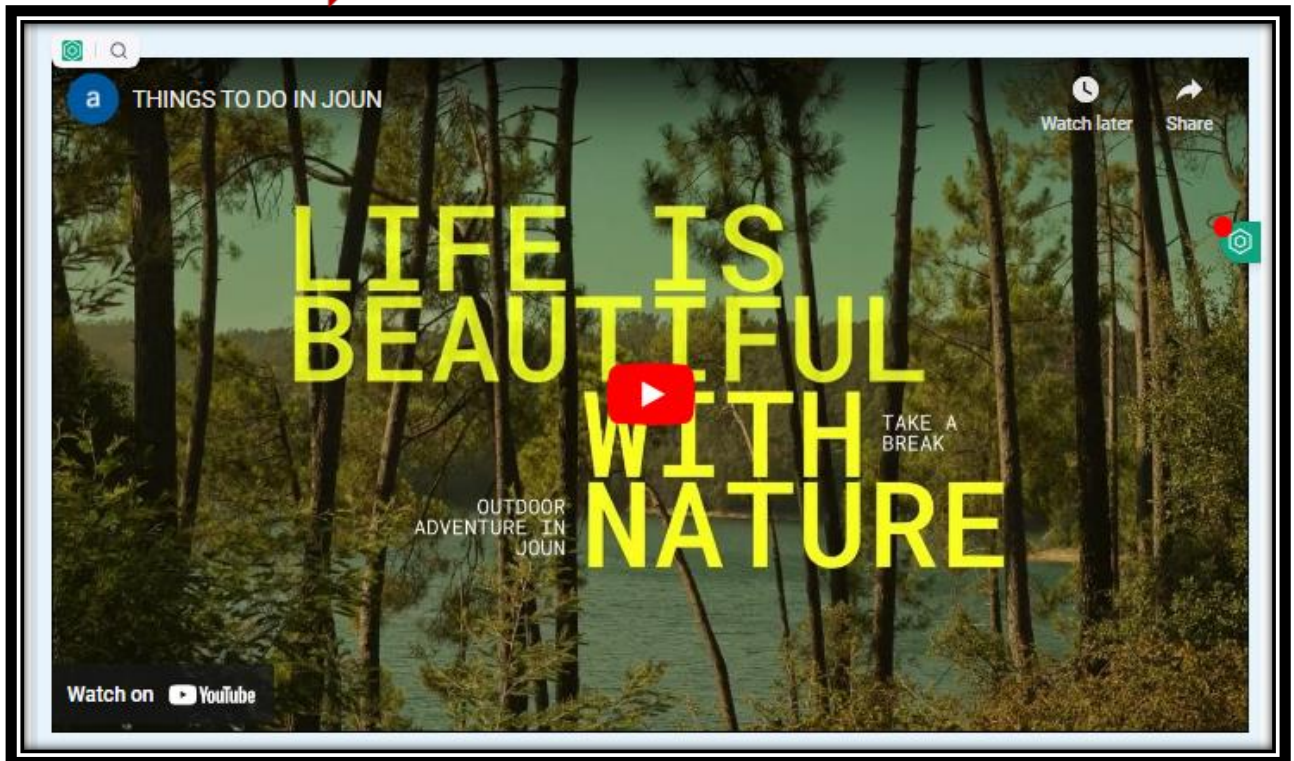 a THINGS TO DO IN JOUN
Watch later Share
LIFE IS
BEAUTIFUL
WITH
TAKE A
BREAK
NATURE
OUTDOOR
ADVENTURE IN
JOUN
Watch on YouTube